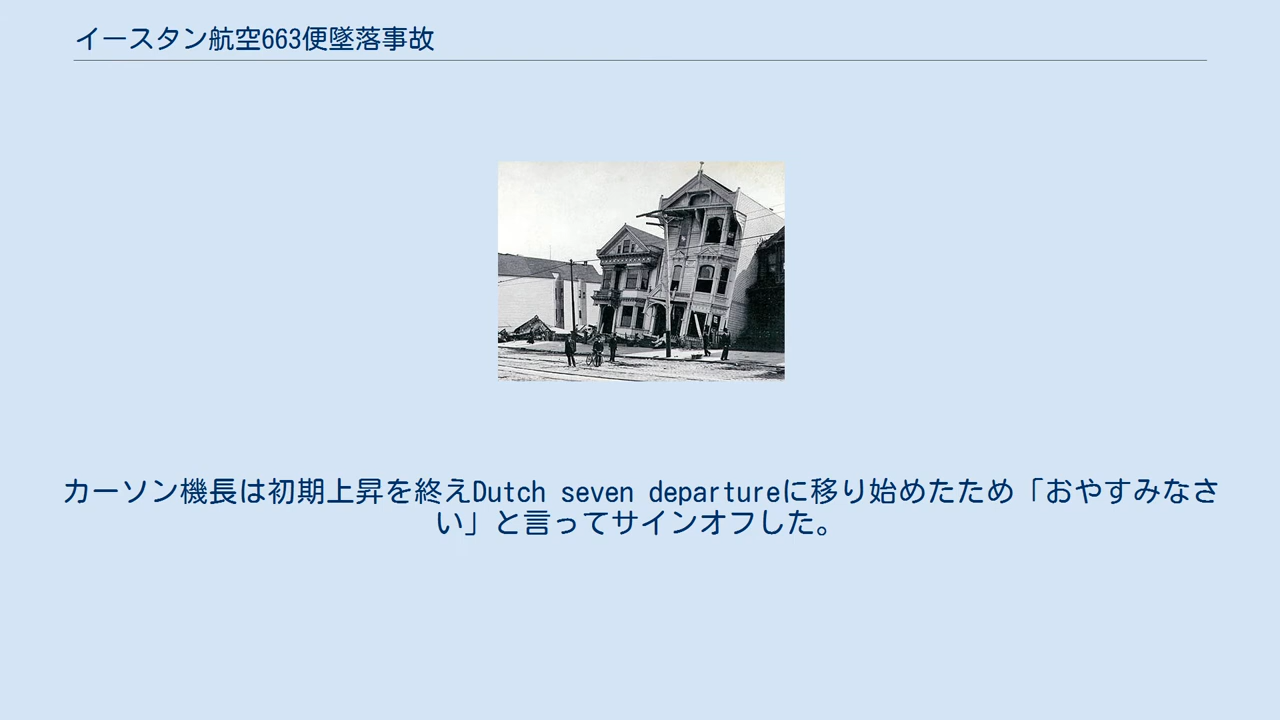 イースタン航空663便墜落事故
カーソン機長は初期上昇を終えDutch seven departureに移り始めたため「おやすみなさ
い」と言ってサインオフした。